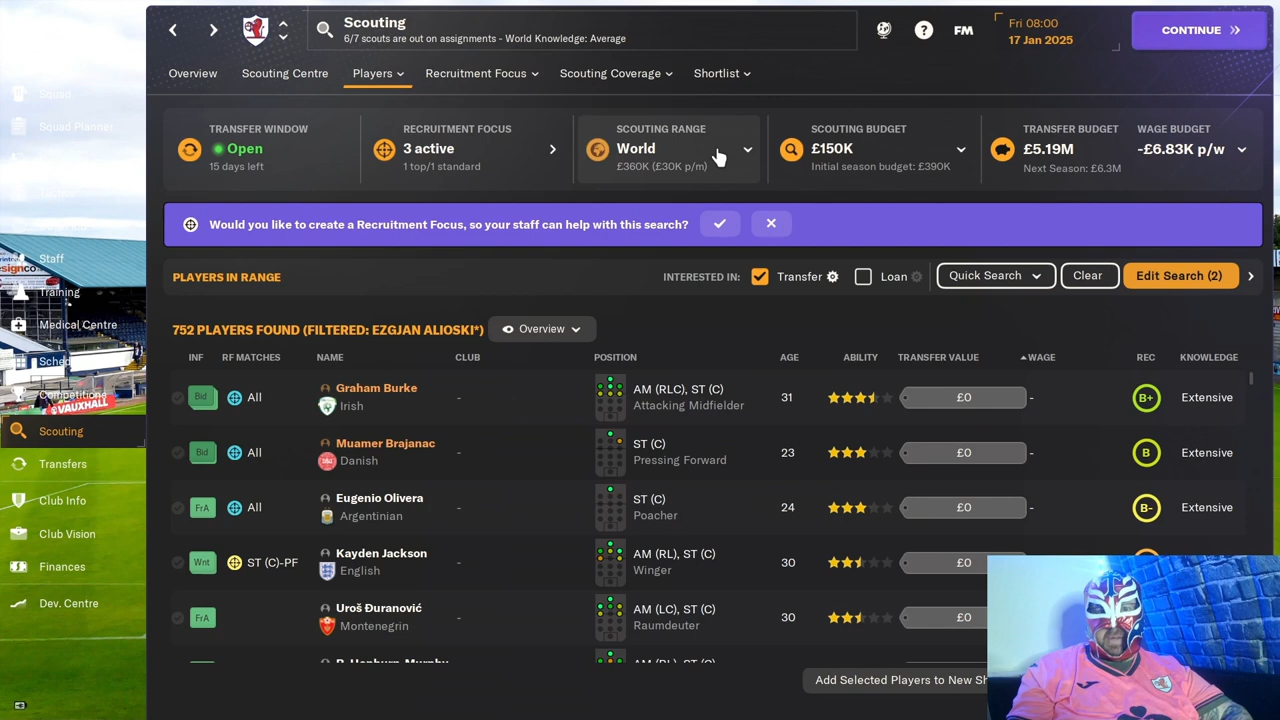 Scouting
6/7 scouts are out on assignments - World Knowledge: Average
FM
Fri 08:00
17 Jan 2025
CONTINUE
Overview
Scouting Centre
Players
Recruitment Focus
Scouting Coverage
Shortlist
TRANSFER WINDOW
Open
15 days left
RECRUITMENT FOCUS
3 active
1 top/1 standard
SCOUTING RANGE
World
£360K (£30K p/m)
SCOUTING BUDGET
£150K
Initial season budget: £390K
TRANSFER BUDGET
£5.19M
Next Season: £6.3M
WAGE BUDGET
-£6.83K p/w
Would you like to create a Recruitment Focus, so your staff can help with this search?
PLAYERS IN RANGE
INTERESTED IN: Transfer Loan
Quick Search
Clear
Edit Search (2)
752 PLAYERS FOUND (FILTERED: EZGJAN ALIOSKI*)
Overview
INF RF MATCHES NAME CLUB POSITION AGE ABILITY TRANSFER VALUE WAGE REC KNOWLEDGE
Bid All Graham Burke - AM (RLC), ST (C) 31 £0 - B+ Extensive
Irish Attacking Midfielder
Bid All Muamer Brajanac - ST (C) 23 £0 - B Extensive
Danish Pressing Forward
FrA All Eugenio Olivera - ST (C) 24 £0 - B- Extensive
Argentinian Poacher
Wnt ST (C)-PF Kayden Jackson - AM (RL), ST (C) 30 £0
English Winger
FrA Uroš Đuranović - AM (LC), ST (C) 30 £0
Montenegrin Raumdeuter
Add Selected Players to New Sh
Squad
Squad Planner
Staff
Training
Medical Centre
Sched
Competitions
VAUXHALL
Scouting
Transfers
Club Info
Club Vision
Finances
Dev. Centre